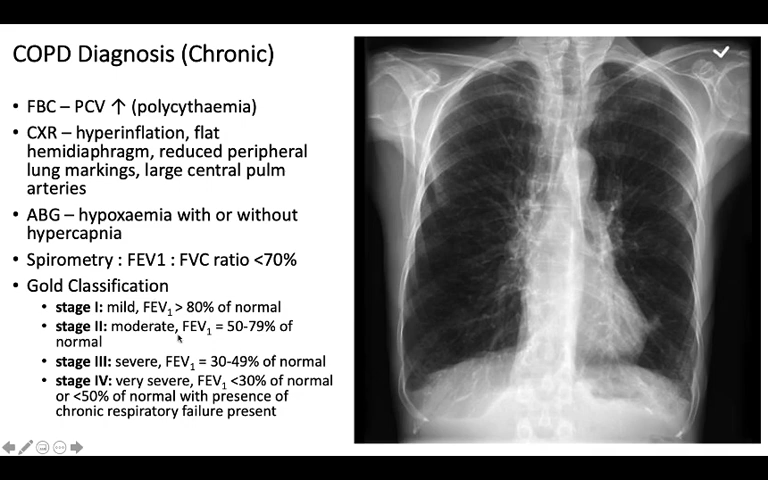 COPD Diagnosis (Chronic)
• FBC – PCV ↑ (polycythaemia)
• CXR – hyperinflation, flat
hemidiaphragm, reduced peripheral
lung markings, large central pulm
arteries
• ABG – hypoxaemia with or without
hypercapnia
• Spirometry : FEV1 : FVC ratio <70%
• Gold Classification
• stage I: mild, FEV₁ > 80% of normal
• stage II: moderate, FEV₁ = 50-79% of
normal
• stage III: severe, FEV₁ = 30-49% of normal
• stage IV: very severe, FEV₁ <30% of normal
or <50% of normal with presence of
chronic respiratory failure present